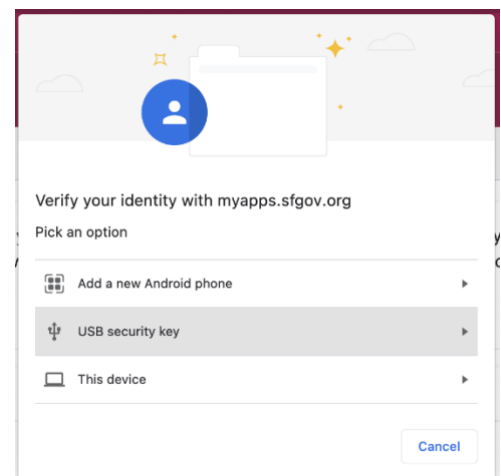 Verify your identity with myapps.sfgov.org
Pick an option
Add a new Android phone
USB security key
This device
Cancel